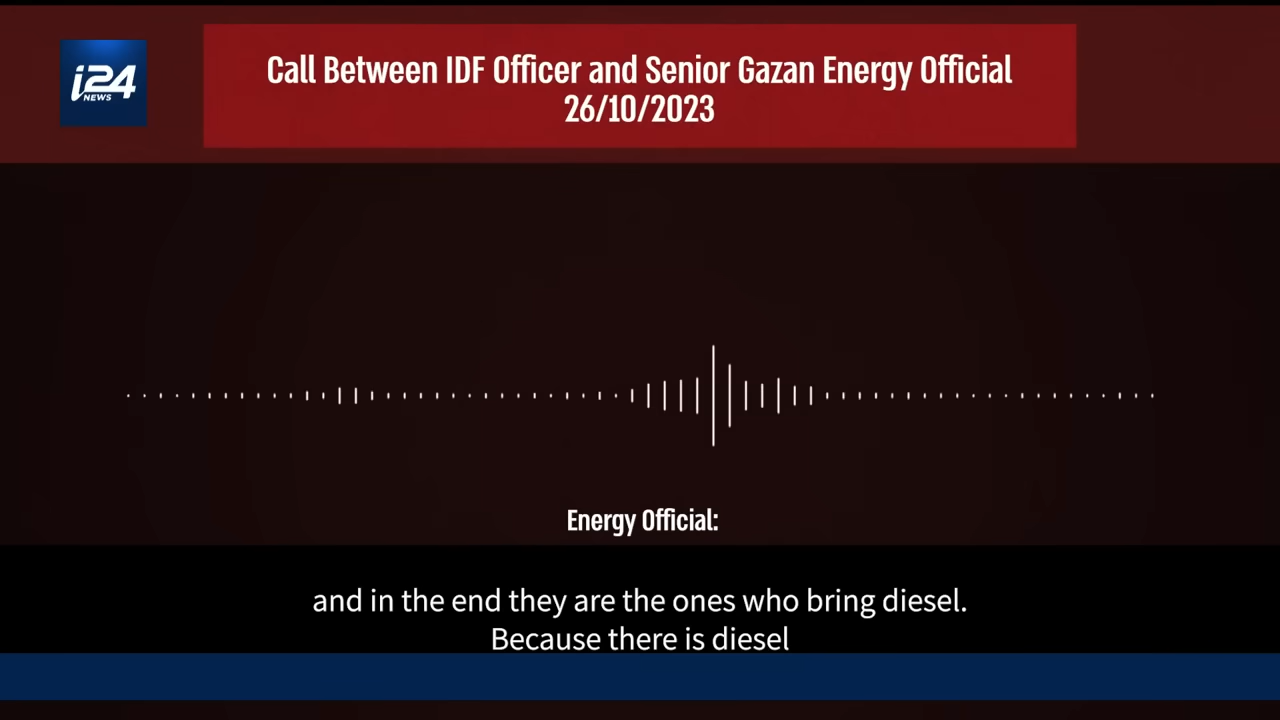 i24
NEWS
Call Between IDF Officer and Senior Gazan Energy Official
26/10/2023
Energy Official:
and in the end they are the ones who bring diesel.
Because there is diesel